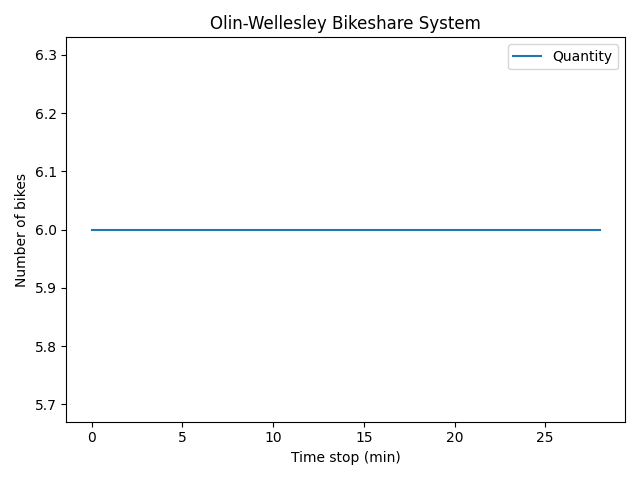 Olin-Wellesley Bikeshare System
Quantity
6.3
6.2
6.1
6.0
5.9
5.8
5.7
Number of bikes
0 5 10 15 20 25
Time stop (min)